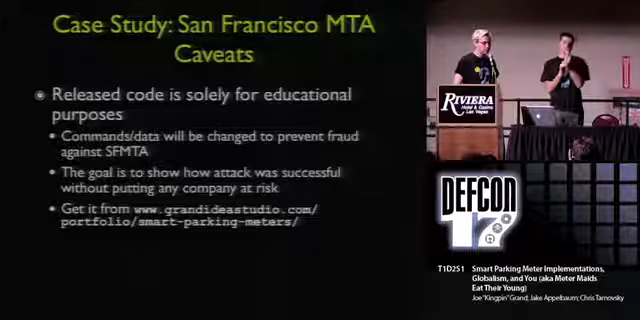 Case Study: San Francisco MTA
Caveats
Released code is solely for educational
purposes
Commands/data will be changed to prevent fraud
against SFMTA
The goal is to show how attack was successful
without putting any company at risk
Get it from www.grandideastudio.com/
portfolio/smart-parking-meters/
RIVIERA
Hotel & Casino
Las Vegas
DEFCON
17
T1D2S1 Smart Parking Meter Implementations,
Globalism, and You (aka Meter Maids
Eat Their Young)
Joe "Kingpin" Grand; Jake Appelbaum; Chris Tarnovsky